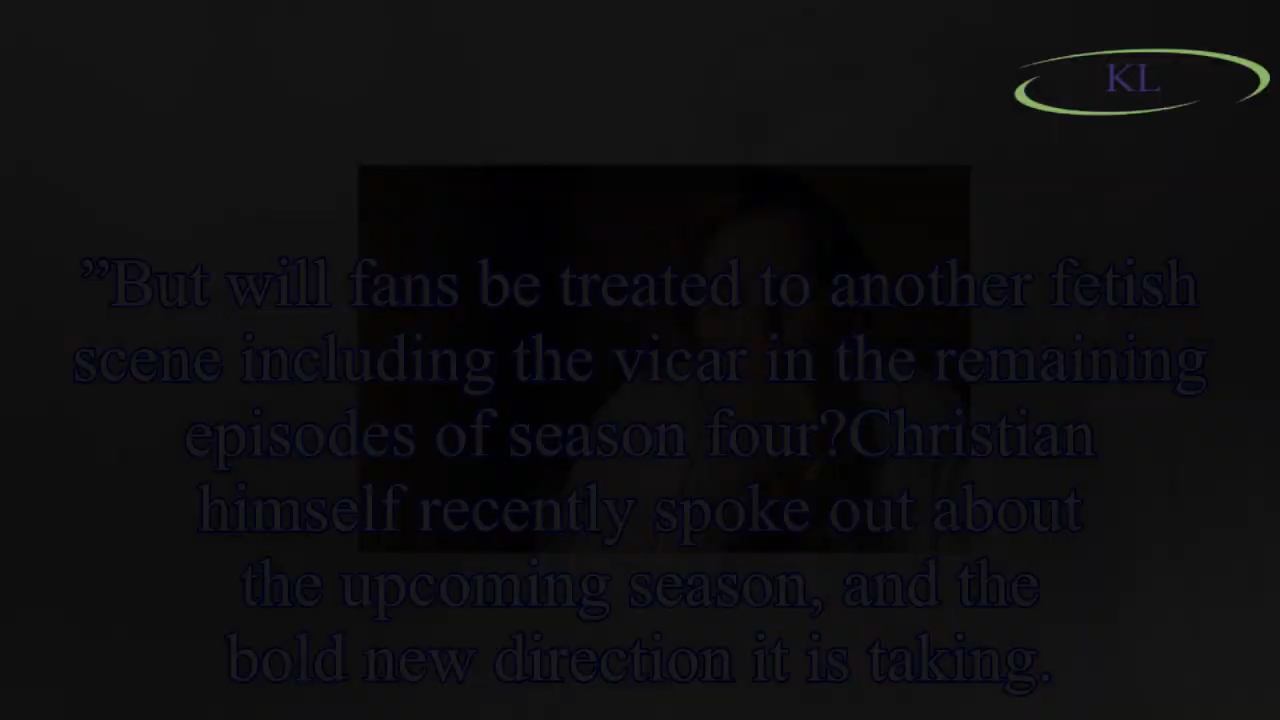 KL
”But will fans be treated to another fetish
scene including the vicar in the remaining
episodes of season four?Christian
himself recently spoke out about
the upcoming season, and the
bold new direction it is taking.